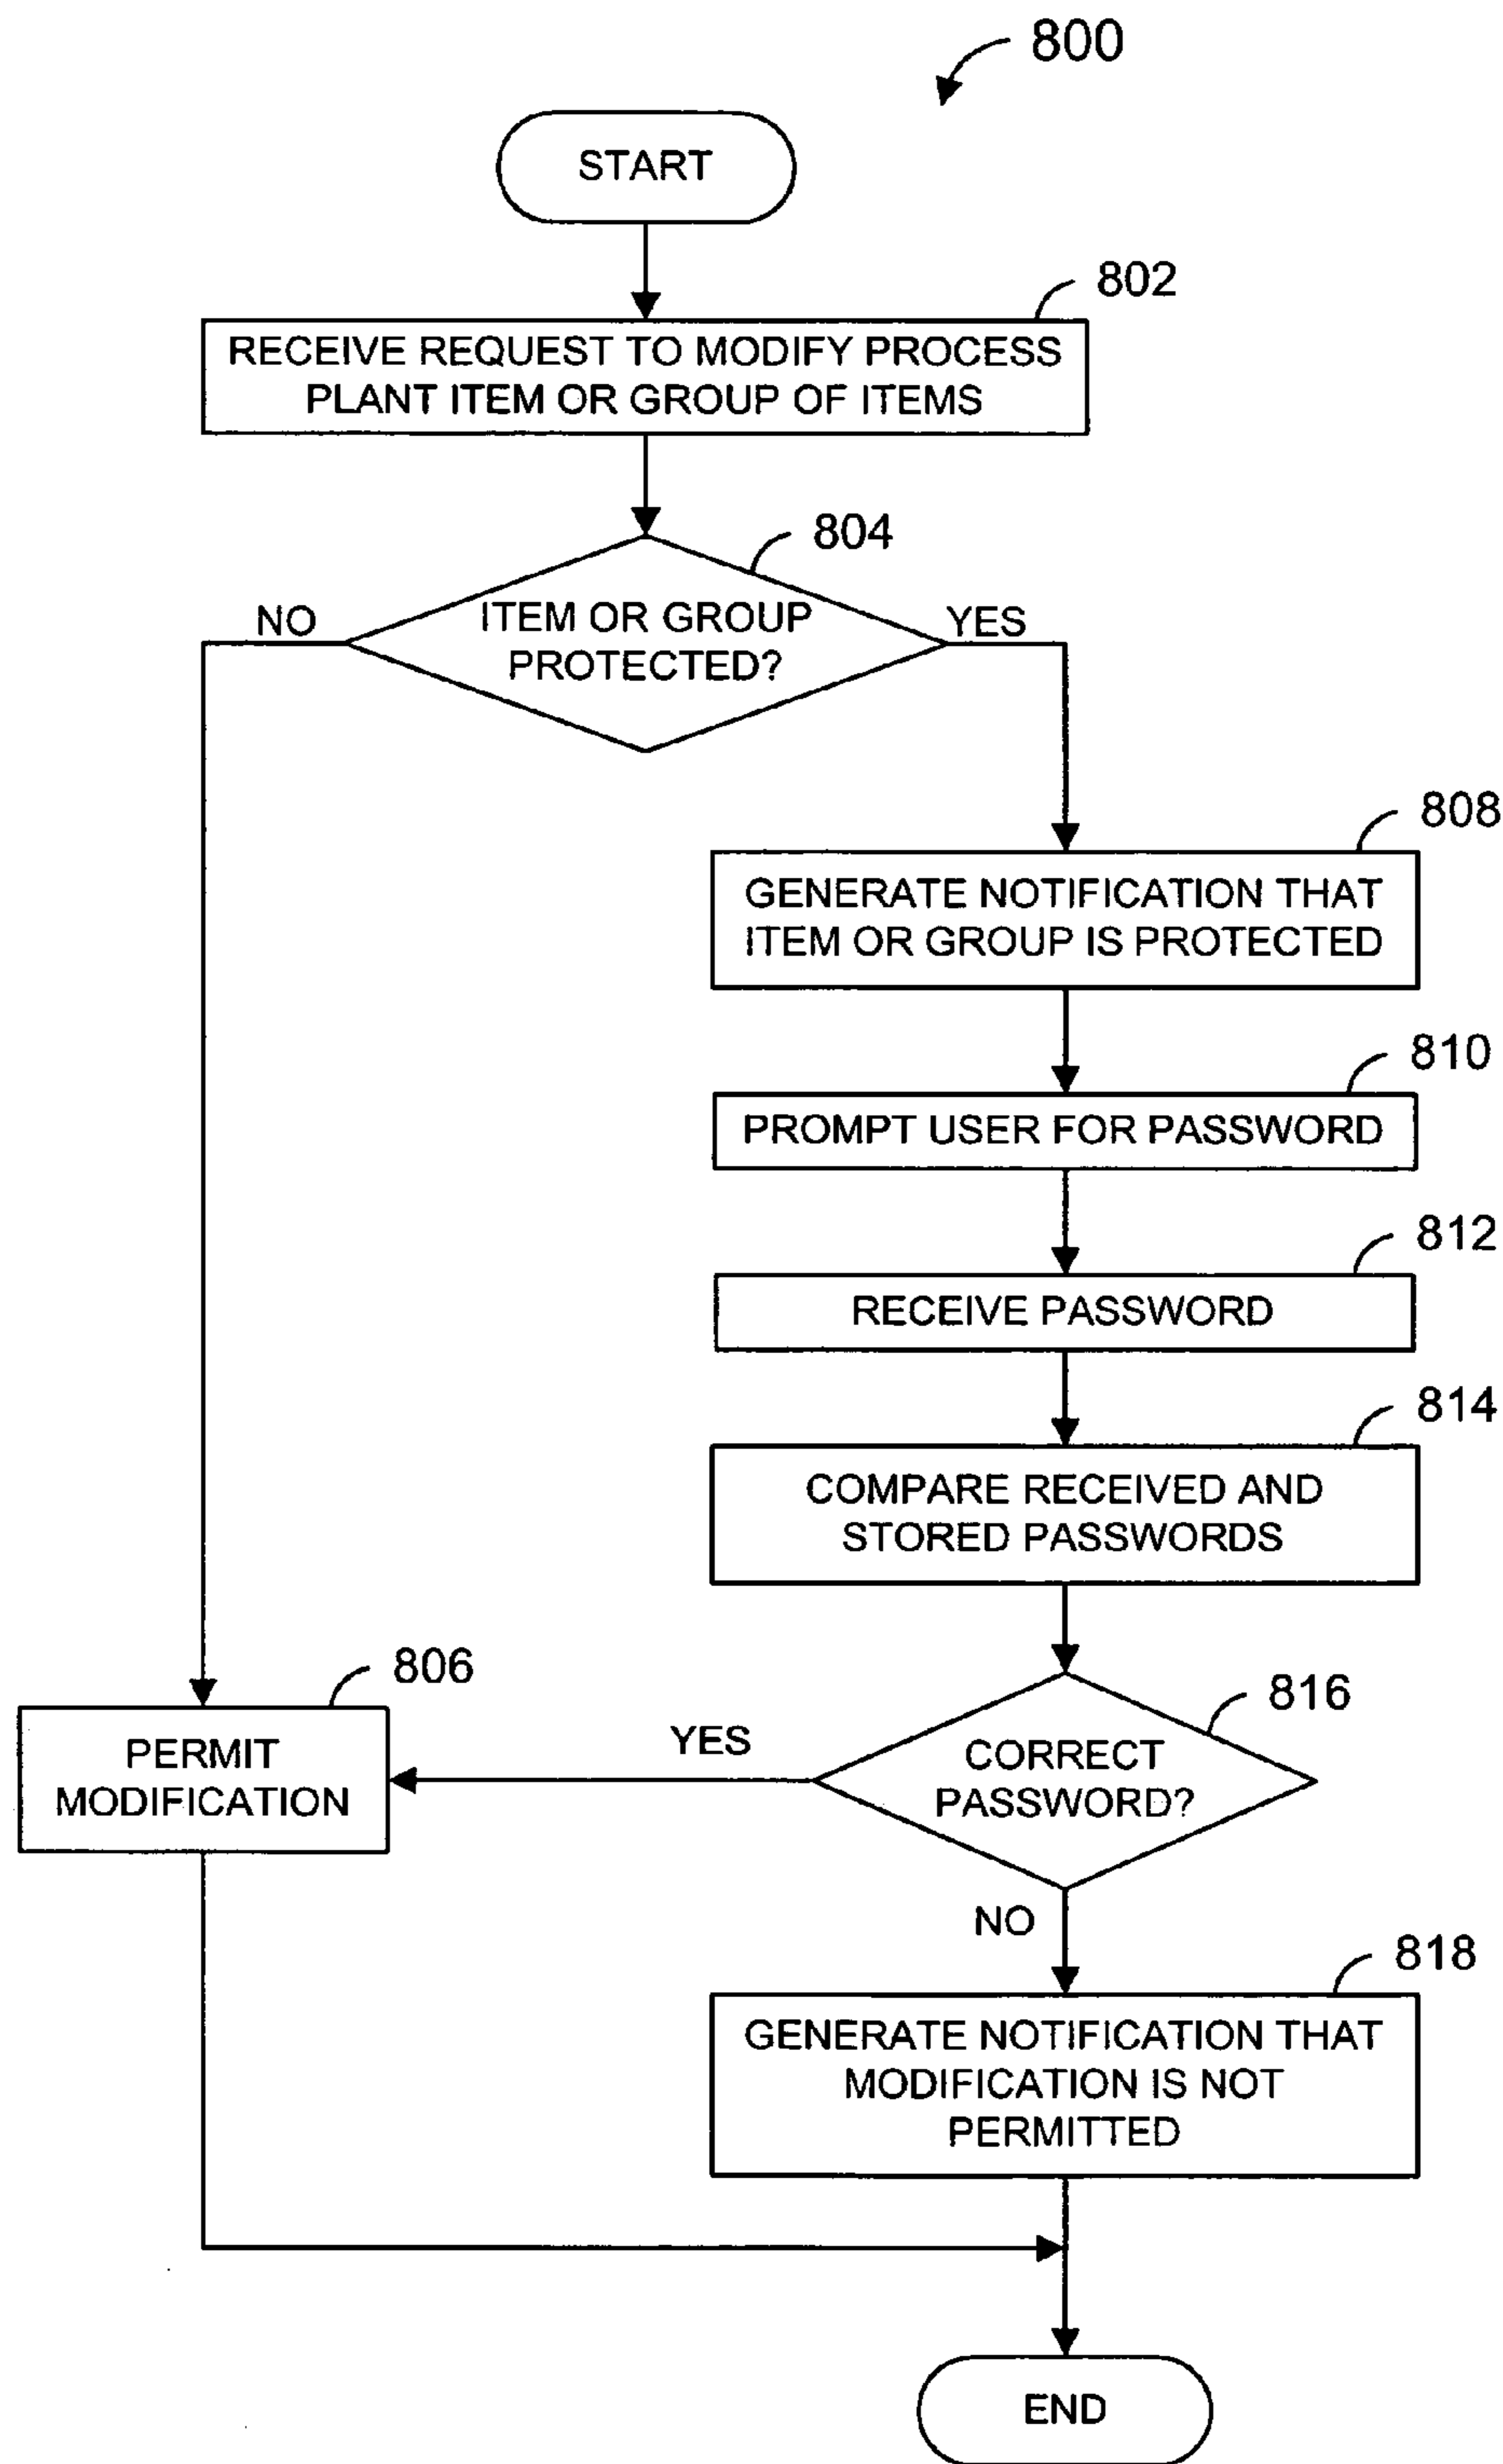 800
START
802
RECEIVE REQUEST TO MODIFY PROCESS
PLANT ITEM OR GROUP OF ITEMS
804
NO
ITEM OR GROUP
PROTECTED?
YES
808
GENERATE NOTIFICATION THAT
ITEM OR GROUP IS PROTECTED
810
PROMPT USER FOR PASSWORD
812
RECEIVE PASSWORD
814
COMPARE RECEIVED AND
STORED PASSWORDS
806
PERMIT
MODIFICATION
YES
816
CORRECT
PASSWORD?
NO
818
GENERATE NOTIFICATION THAT
MODIFICATION IS NOT
PERMITTED
END